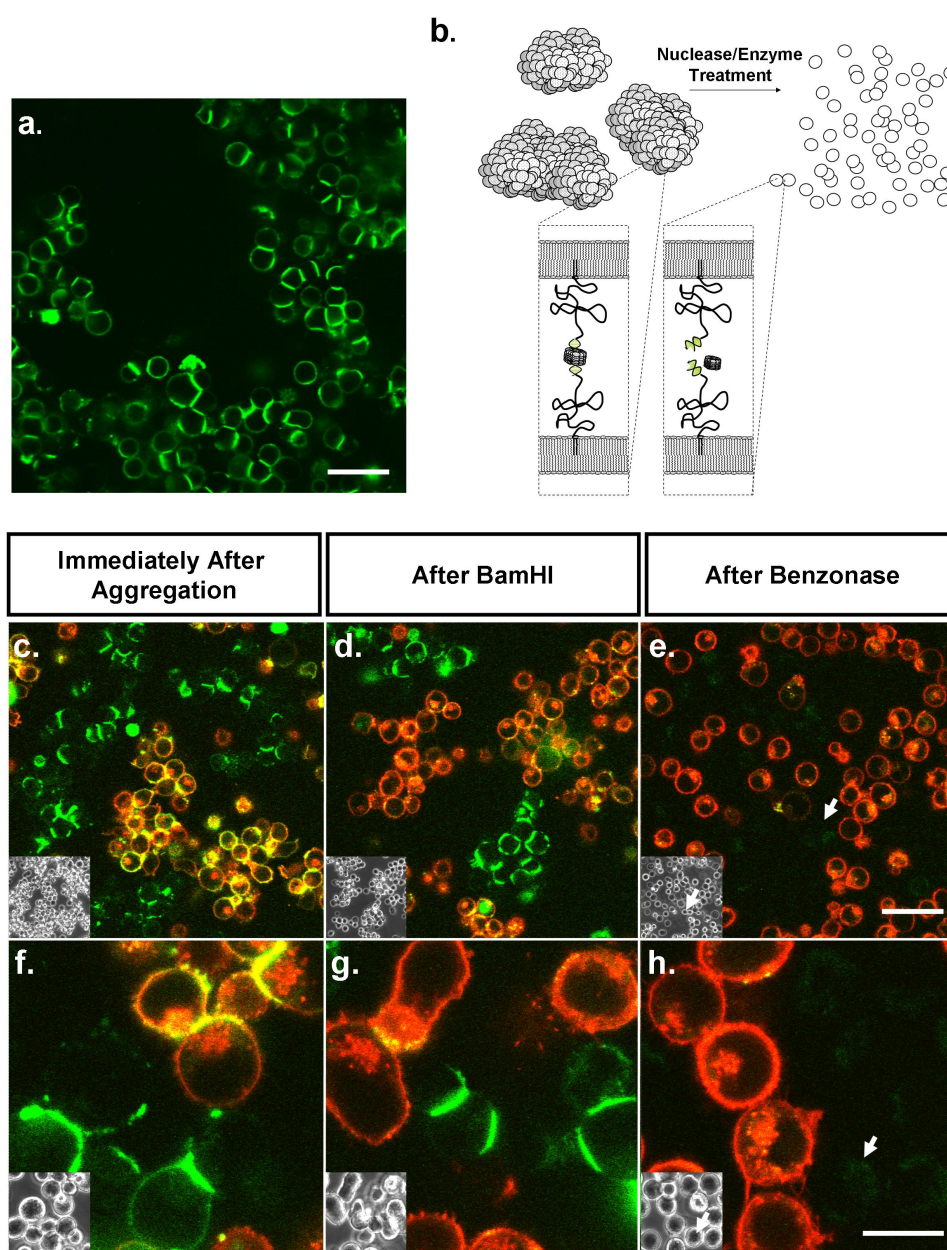 b.
Nuclease/Enzyme
Treatment
a.
Immediately After
Aggregation
After BamHI
After Benzonase
c.
d.
e.
f.
g.
h.